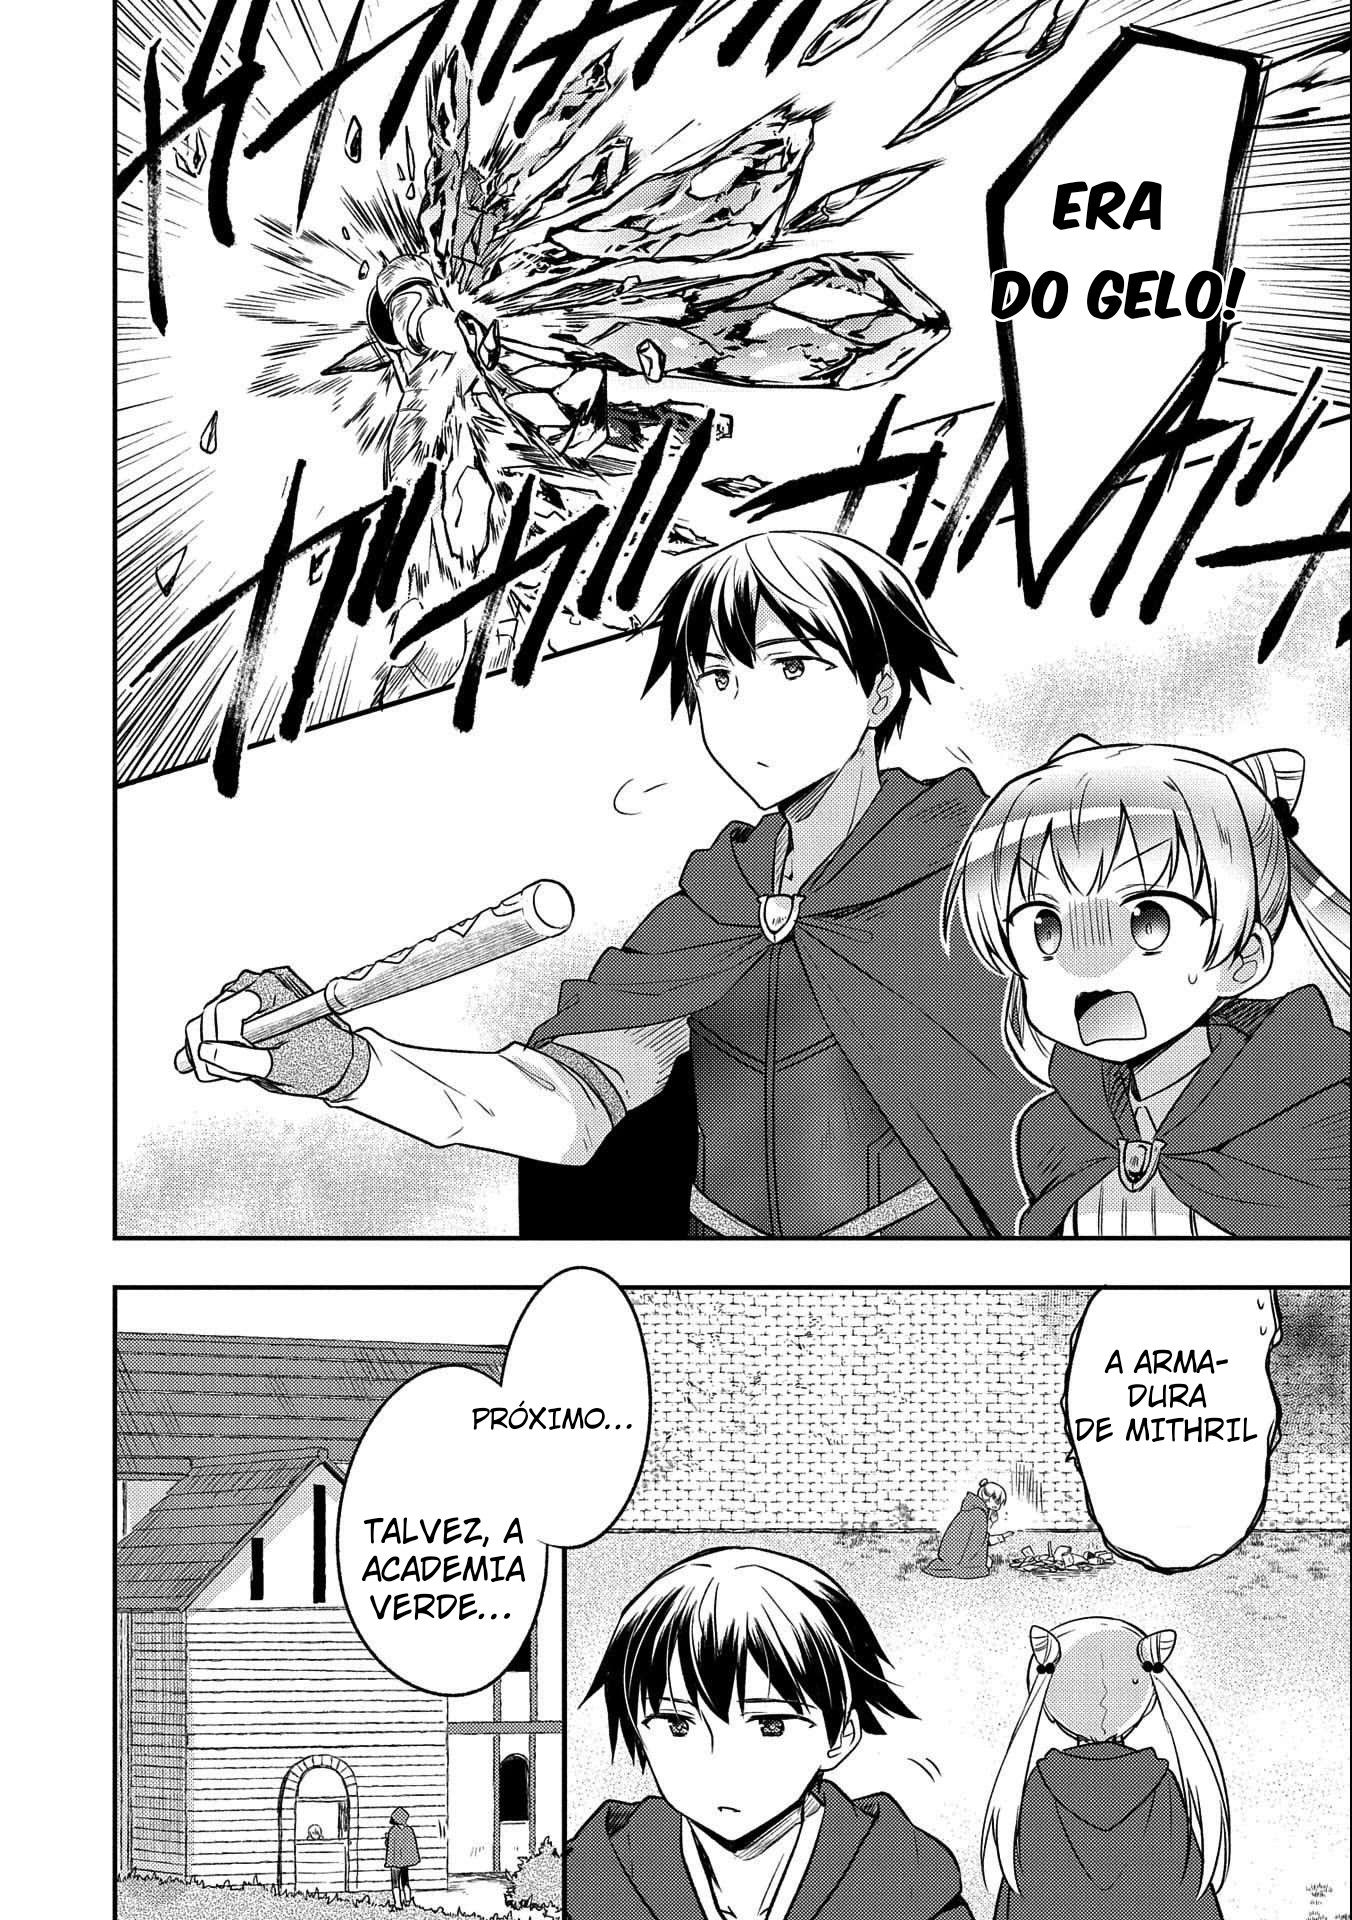 ERA
DO GELO!
A ARMA-
DURA
DE MITHRIL
PRÓXIMO...
TALVEZ, A
ACADEMIA
VERDE...